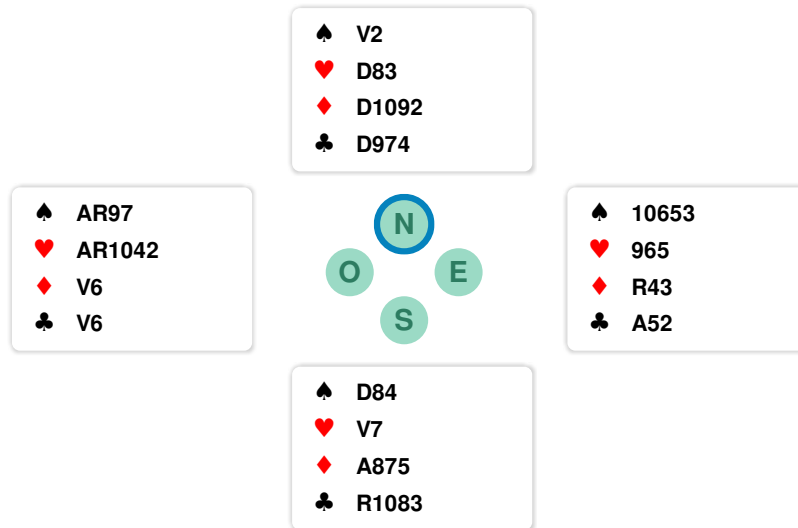 ♠ V2
♥ D83
♦ D1092
♣ D974
♠ AR97
♥ AR1042
♦ V6
♣ V6
N
O E
S
♠ 10653
♥ 965
♦ R43
♣ A52
♠ D84
♥ V7
♦ A875
♣ R1083